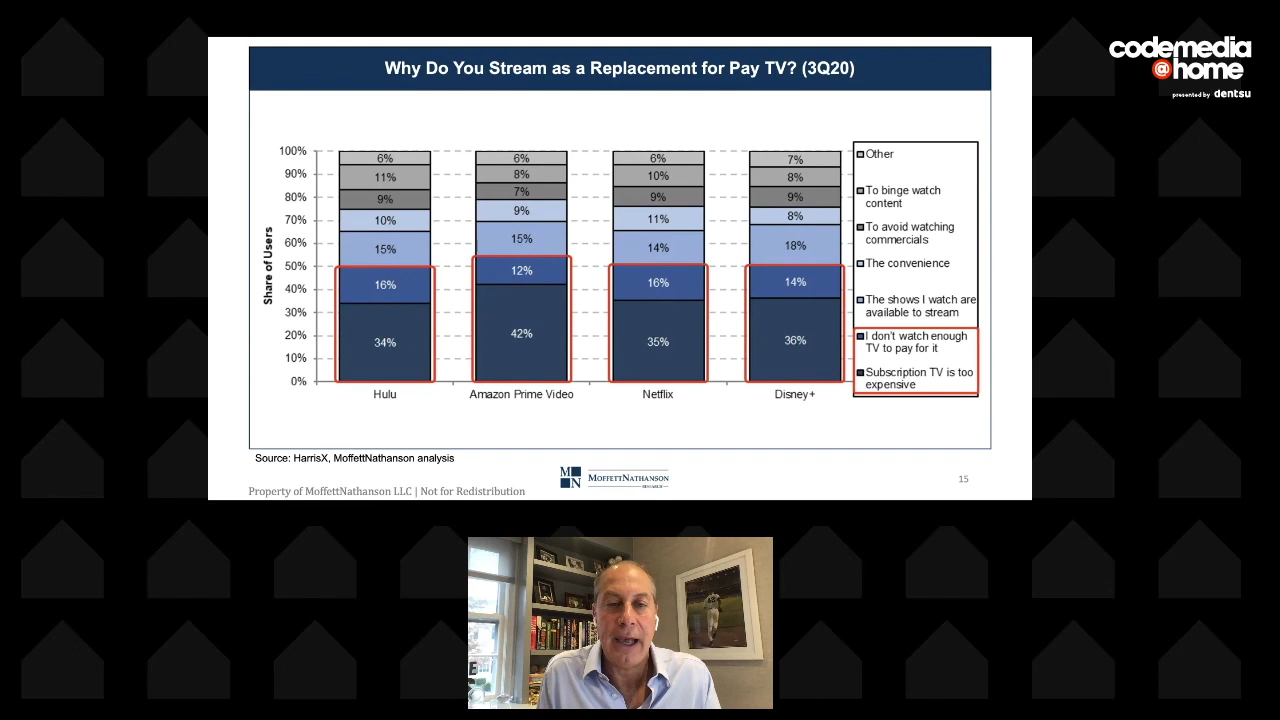 codemedia
@home
presented by dentsu
Why Do You Stream as a Replacement for Pay TV? (3Q20)
Share of Users
100%
90%
80%
70%
60%
50%
40%
30%
20%
10%
0%
6%
11%
9%
10%
15%
16%
34%
Hulu
6%
8%
7%
9%
15%
12%
42%
Amazon Prime Video
6%
10%
9%
11%
14%
16%
35%
Netflix
7%
8%
9%
8%
18%
14%
36%
Disney+
Other
To binge watch
content
To avoid watching
commercials
The convenience
The shows I watch are
available to stream
I don't watch enough
TV to pay for it
Subscription TV is too
expensive
Source: HarrisX, MoffettNathanson analysis
Property of MoffettNathanson LLC | Not for Redistribution
M
N
MOFFETTNATHANSON
RESEARCH
15